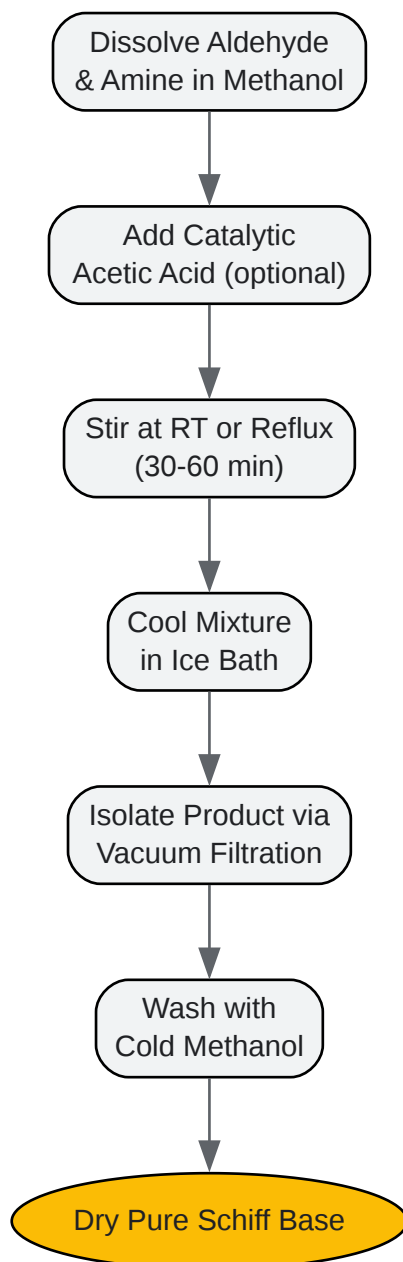 Dissolve Aldehyde
& Amine in Methanol
Add Catalytic
Acetic Acid (optional)
Stir at RT or Reflux
(30-60 min)
Cool Mixture
in Ice Bath
Isolate Product via
Vacuum Filtration
Wash with
Cold Methanol
Dry Pure Schiff Base